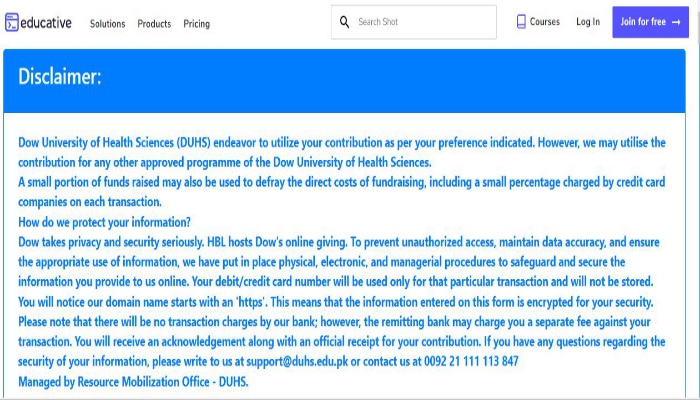 educative
Solutions Products Pricing
Search Shot
Courses Log In Join for free →
Disclaimer:
Dow University of Health Sciences (DUHS) endeavor to utilize your contribution as per your preference indicated. However, we may utilise the
contribution for any other approved programme of the Dow University of Health Sciences.
A small portion of funds raised may also be used to defray the direct costs of fundraising, including a small percentage charged by credit card
companies on each transaction.
How do we protect your information?
Dow takes privacy and security seriously. HBL hosts Dow's online giving. To prevent unauthorized access, maintain data accuracy, and ensure
the appropriate use of information, we have put in place physical, electronic, and managerial procedures to safeguard and secure the
information you provide to us online. Your debit/credit card number will be used only for that particular transaction and will not be stored.
You will notice our domain name starts with an 'https'. This means that the information entered on this form is encrypted for your security.
Please note that there will be no transaction charges by our bank; however, the remitting bank may charge you a separate fee against your
transaction. You will receive an acknowledgement along with an official receipt for your contribution. If you have any questions regarding the
security of your information, please write to us at support@duhs.edu.pk or contact us at 0092 21 111 113 847
Managed by Resource Mobilization Office - DUHS.